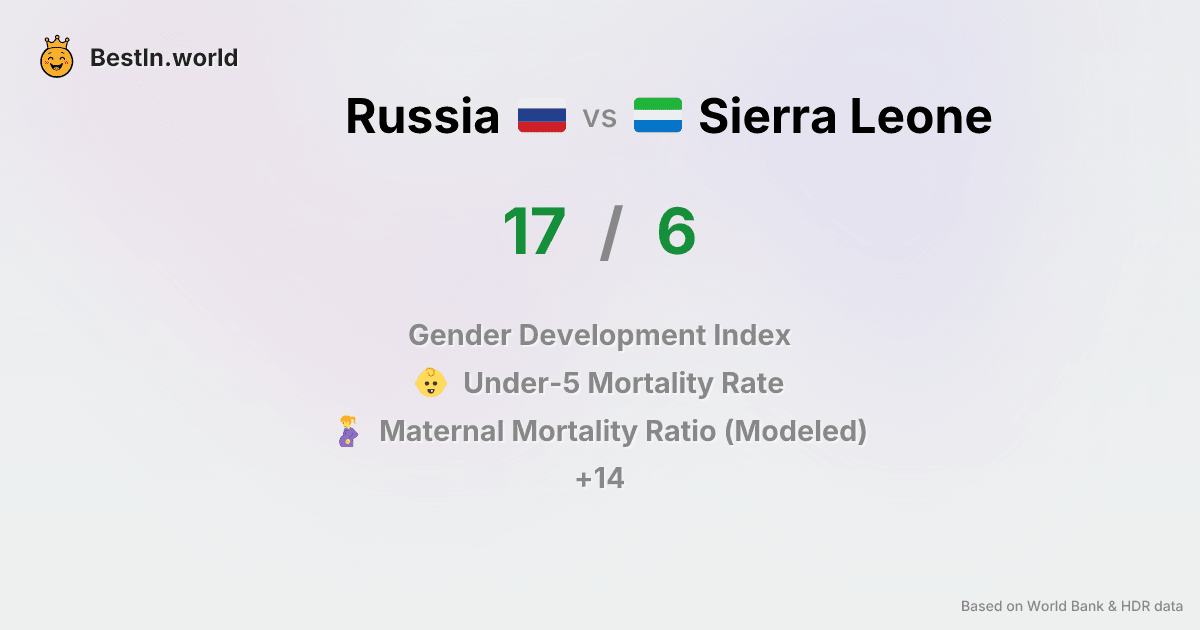 BestIn.world
Russia vs Sierra Leone
17 / 6
Gender Development Index
Under-5 Mortality Rate
Maternal Mortality Ratio (Modeled)
+14
Based on World Bank & HDR data